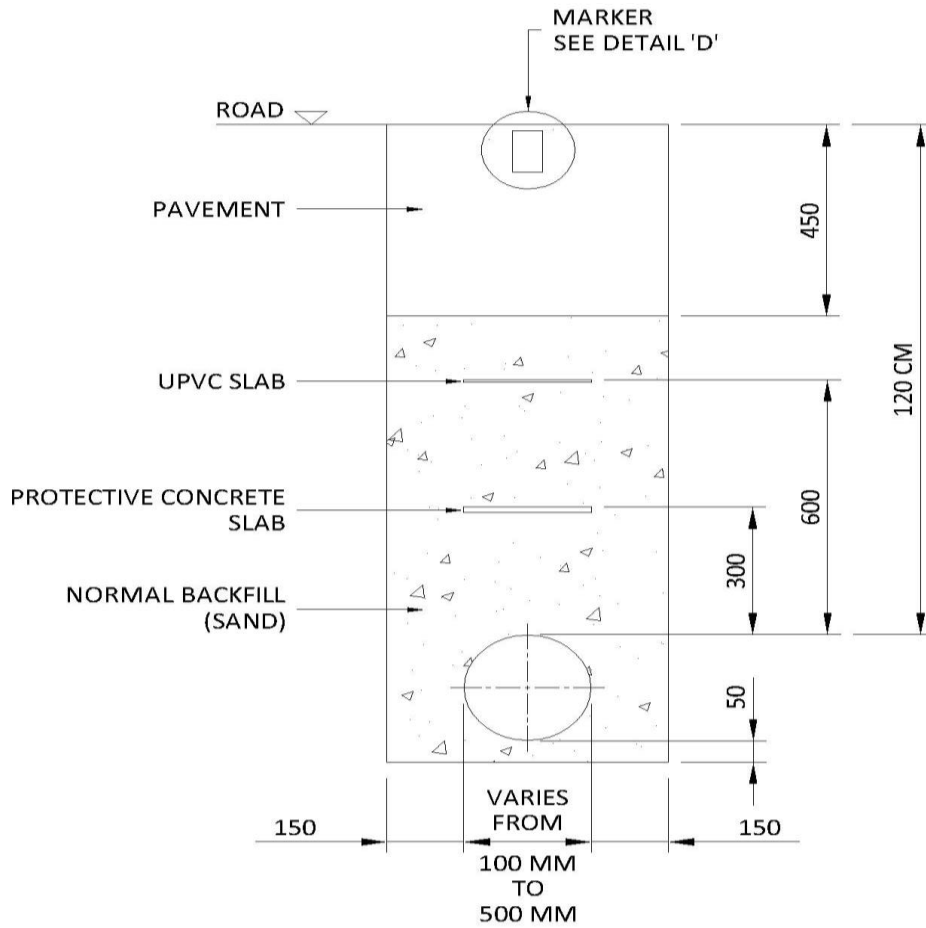 MARKER
SEE DETAIL 'D'
ROAD
PAVEMENT
450
UPVC SLAB
120 CM
PROTECTIVE CONCRETE
SLAB
600
300
NORMAL BACKFILL
(SAND)
50
150
VARIES
FROM
100 MM
TO
500 MM
150